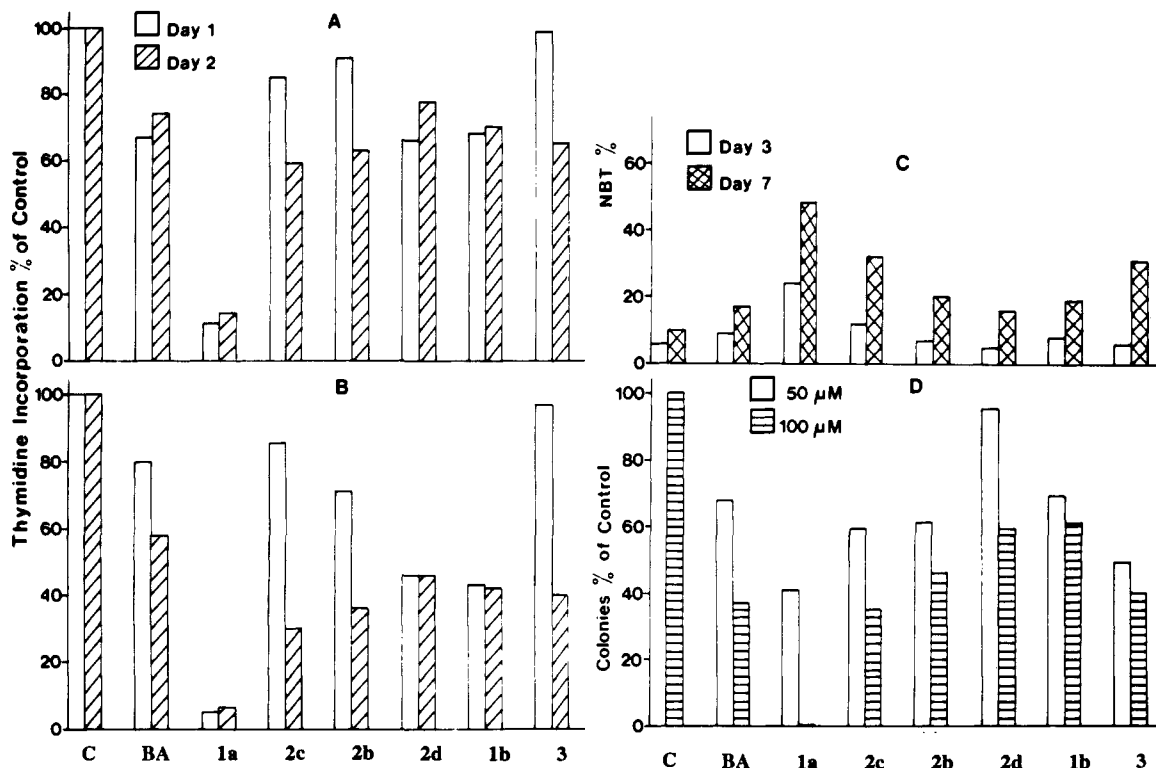 A
Day 1
Day 2
Thymidine Incorporation % of Control
100
80
60
40
20
0
B
100
80
60
40
20
0
C BA 1a 2c 2b 2d 1b 3
C
Day 3
Day 7
NBT %
60
40
20
0
D
50 µM
100 µM
Colonies % of Control
100
80
60
40
20
0
C BA 1a 2c 2b 2d 1b 3